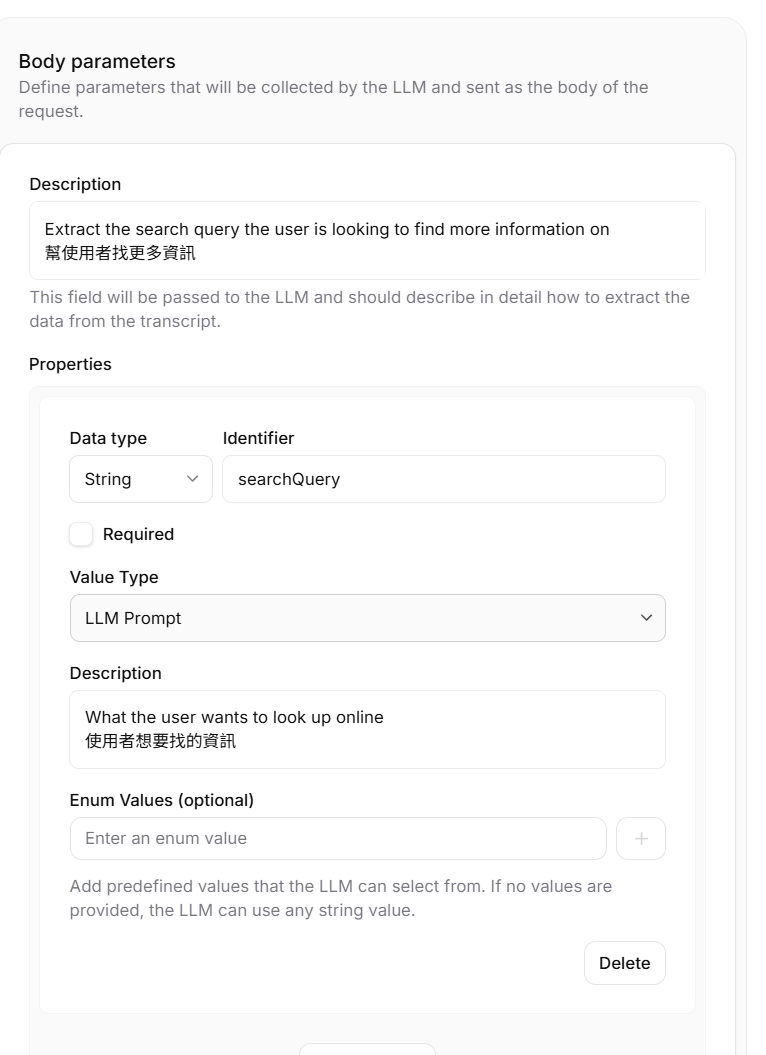 Body parameters
Define parameters that will be collected by the LLM and sent as the body of the
request.
Description
Extract the search query the user is looking to find more information on
幫使用者找更多資訊
This field will be passed to the LLM and should describe in detail how to extract the
data from the transcript.
Properties
Data type
Identifier
String
searchQuery
Required
Value Type
LLM Prompt
Description
What the user wants to look up online
使用者想要找的資訊
Enum Values (optional)
Enter an enum value
Add predefined values that the LLM can select from. If no values are
provided, the LLM can use any string value.
Delete